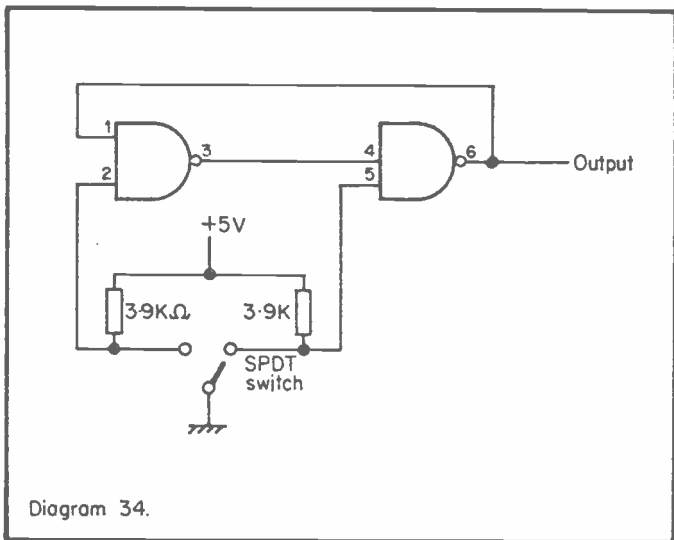 1
2
3
4
5
6
Output
+5V
3·9KΩ
3·9K
SPDT
switch
Diagram 34.